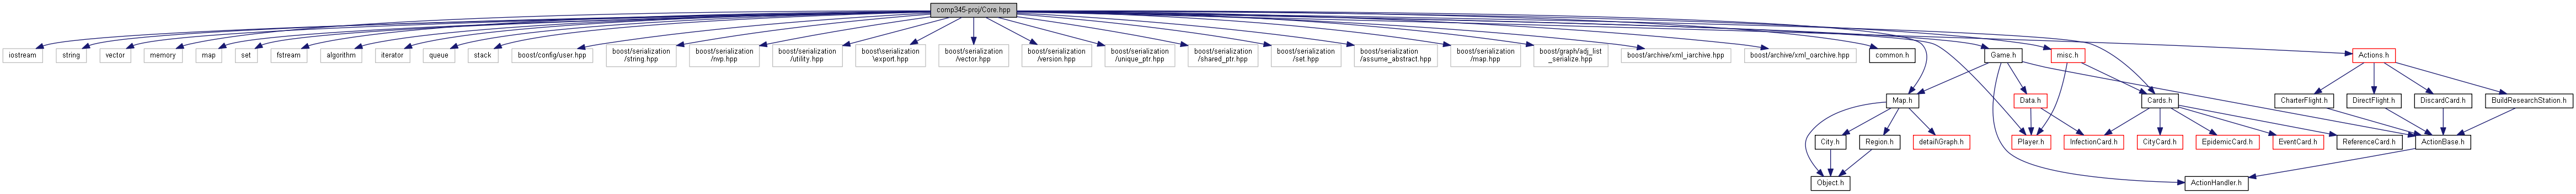 comp345-proj/Core.hpp
iostream
string
vector
memory
map
set
fstream
algorithm
iterator
queue
stack
boost/config/user.hpp
boost/serialization
/string.hpp
boost/serialization
/nvp.hpp
boost/serialization
/utility.hpp
boost\serialization
\export.hpp
boost/serialization
/vector.hpp
boost/serialization
/version.hpp
boost/serialization
/unique_ptr.hpp
boost/serialization
/shared_ptr.hpp
boost/serialization
/set.hpp
boost/serialization
/assume_abstract.hpp
boost/serialization
/map.hpp
boost/graph/adj_list
_serialize.hpp
boost/archive/xml_iarchive.hpp
boost/archive/xml_oarchive.hpp
common.h
Game.h
misc.h
Actions.h
Map.h
Data.h
Cards.h
CharterFlight.h
DirectFlight.h
DiscardCard.h
BuildResearchStation.h
City.h
Region.h
detail\Graph.h
Player.h
InfectionCard.h
CityCard.h
EpidemicCard.h
EventCard.h
ReferenceCard.h
ActionBase.h
Object.h
ActionHandler.h